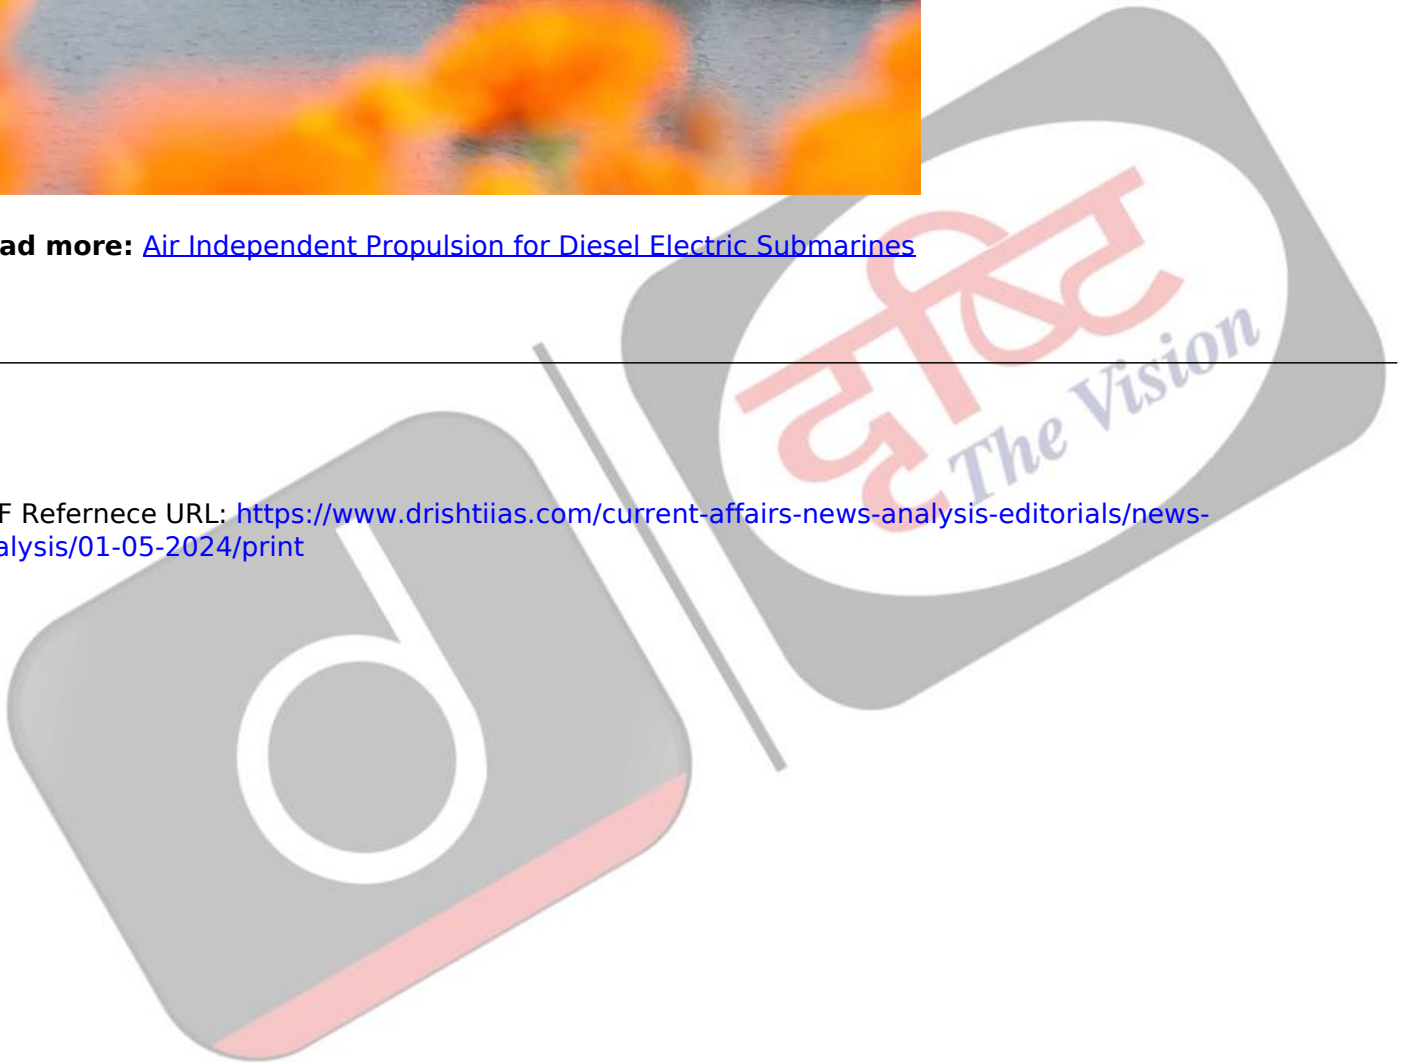 ad more: Air Independent Propulsion for Diesel Electric Submarines
दृष्टि
The Vision
F Refernece URL: https://www.drishtiias.com/current-affairs-news-analysis-editorials/news-
alysis/01-05-2024/print
d